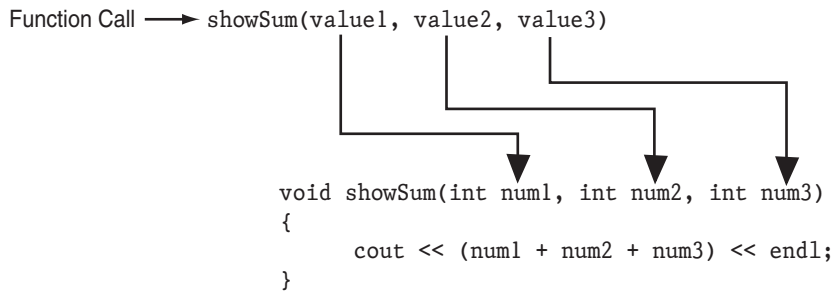 Function Call showSum(value1, value2, value3)
void showSum(int num1, int num2, int num3)
{
cout << (num1 + num2 + num3) << endl;
}